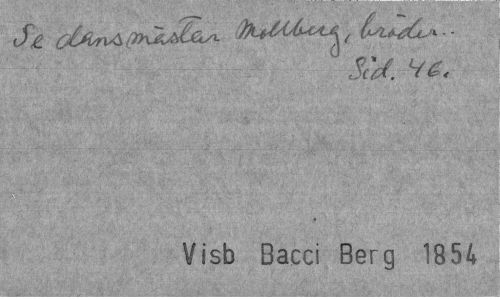 Se dansmästar Mollberg, bröder..
Sid. 46.
Visb Bacci Berg 1854